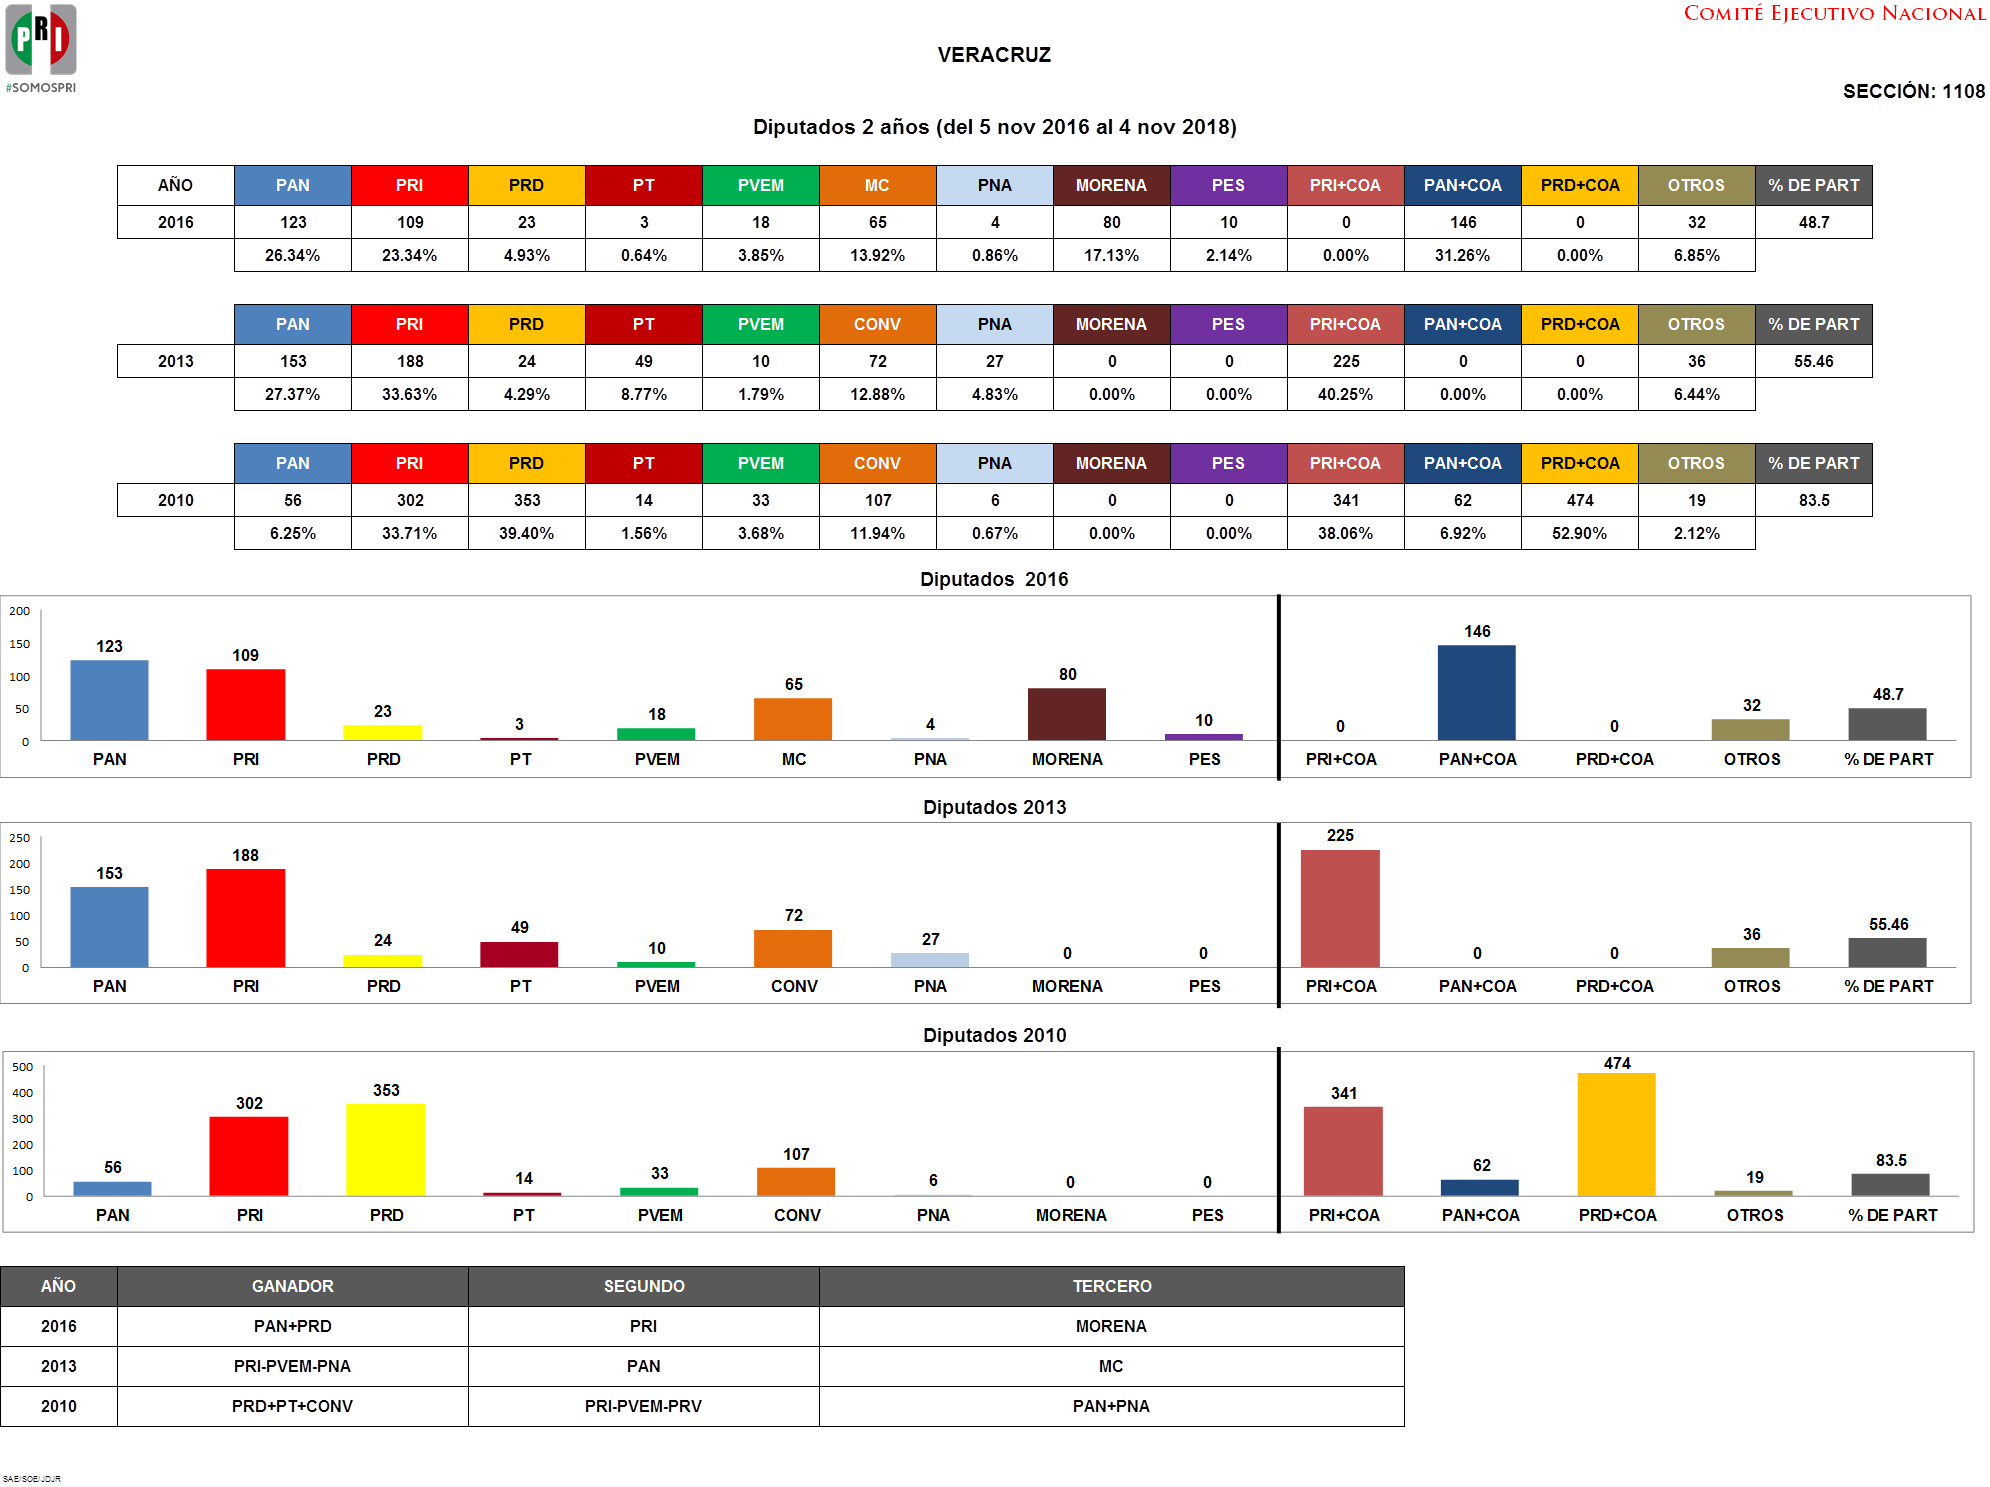 PRI
#SOMOSPRI
COMITÉ EJECUTIVO NACIONAL
VERACRUZ
SECCIÓN: 1108
Diputados 2 años (del 5 nov 2016 al 4 nov 2018)
AÑO PAN PRI PRD PT PVEM MC PNA MORENA PES PRI+COA PAN+COA PRD+COA OTROS % DE PART
2016 123 109 23 3 18 65 4 80 10 0 146 0 32 48.7
26.34% 23.34% 4.93% 0.64% 3.85% 13.92% 0.86% 17.13% 2.14% 0.00% 31.26% 0.00% 6.85%
PAN PRI PRD PT PVEM CONV PNA MORENA PES PRI+COA PAN+COA PRD+COA OTROS % DE PART
2013 153 188 24 49 10 72 27 0 0 225 0 0 36 55.46
27.37% 33.63% 4.29% 8.77% 1.79% 12.88% 4.83% 0.00% 0.00% 40.25% 0.00% 0.00% 6.44%
PAN PRI PRD PT PVEM CONV PNA MORENA PES PRI+COA PAN+COA PRD+COA OTROS % DE PART
2010 56 302 353 14 33 107 6 0 0 341 62 474 19 83.5
6.25% 33.71% 39.40% 1.56% 3.68% 11.94% 0.67% 0.00% 0.00% 38.06% 6.92% 52.90% 2.12%
Diputados 2016
200
150
100
50
0
123 109 23 3 18 65 4 80 10 0 146 0 32 48.7
PAN PRI PRD PT PVEM MC PNA MORENA PES PRI+COA PAN+COA PRD+COA OTROS % DE PART
Diputados 2013
250
200
150
100
50
0
153 188 24 49 10 72 27 0 0 225 0 0 36 55.46
PAN PRI PRD PT PVEM CONV PNA MORENA PES PRI+COA PAN+COA PRD+COA OTROS % DE PART
Diputados 2010
500
400
300
200
100
0
56 302 353 14 33 107 6 0 0 341 62 474 19 83.5
PAN PRI PRD PT PVEM CONV PNA MORENA PES PRI+COA PAN+COA PRD+COA OTROS % DE PART
AÑO GANADOR SEGUNDO TERCERO
2016 PAN+PRD PRI MORENA
2013 PRI-PVEM-PNA PAN MC
2010 PRD+PT+CONV PRI-PVEM-PRV PAN+PNA
SAE/SOE/JDJR